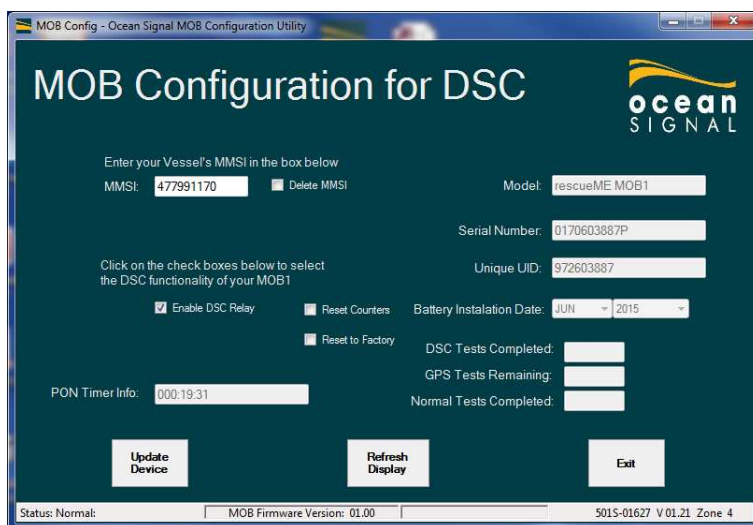 MOB Config - Ocean Signal MOB Configuration Utility
MOB Configuration for DSC
ocean
SIGNAL
Enter your Vessel's MMSI in the box below
MMSI: 477991170 Delete MMSI
Model: rescueME MOB1
Serial Number: 0170603887P
Click on the check boxes below to select
the DSC functionality of your MOB1
Unique UID: 972603887
Enable DSC Relay Reset Counters
Battery Instalation Date: JUN 2015
Reset to Factory
DSC Tests Completed:
GPS Tests Remaining:
PON Timer Info: 000:19:31
Normal Tests Completed:
Update
Device
Refresh
Display
Exit
Status: Normal: MOB Firmware Version: 01.00 501S-01627 V 01.21 Zone 4